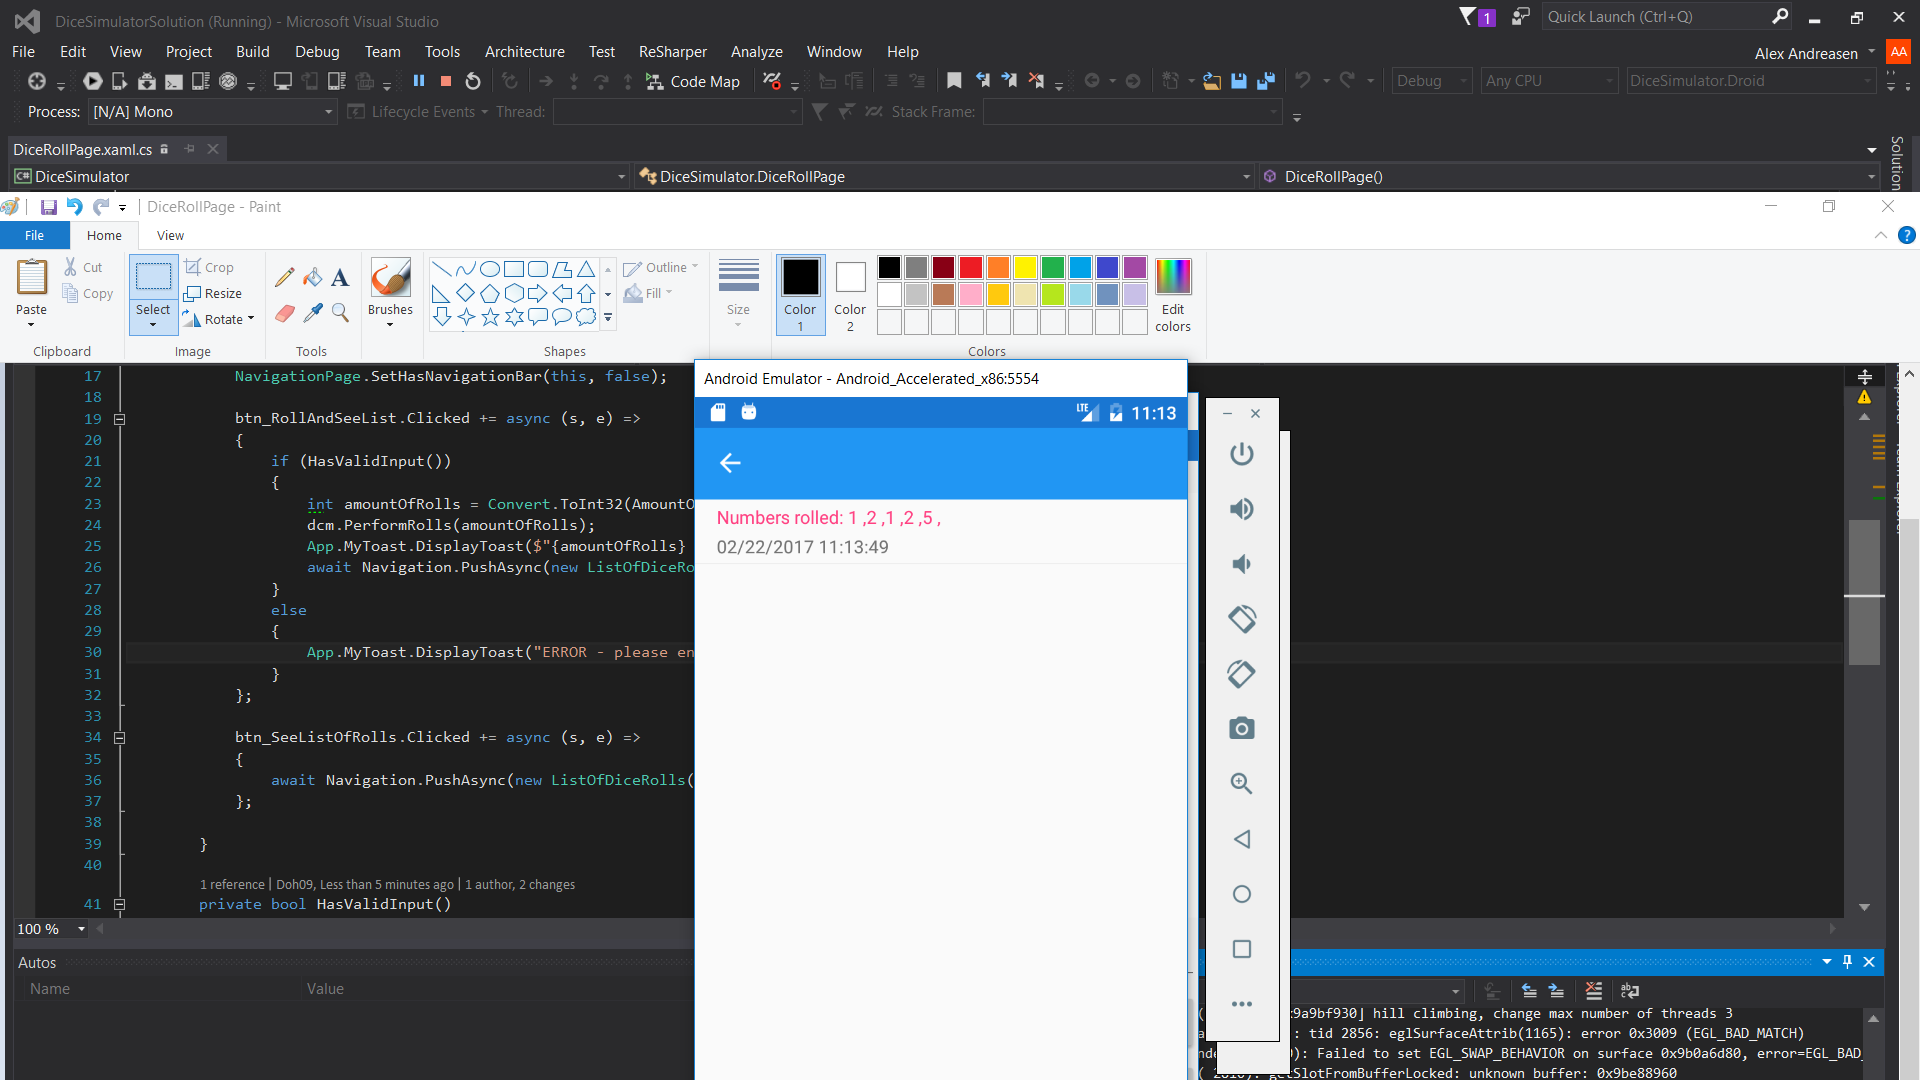 DiceSimulatorSolution (Running) - Microsoft Visual Studio
1
Quick Launch (Ctrl+Q)
File Edit View Project Build Debug Team Tools Architecture Test ReSharper Analyze Window Help
Alex Andreasen AA
Code Map
Debug Any CPU DiceSimulator.Droid
Process: [N/A] Mono Lifecycle Events Thread: Stack Frame:
DiceRollPage.xaml.cs
Solution
DiceSimulator DiceSimulator.DiceRollPage DiceRollPage()
DiceRollPage - Paint
File Home View
Paste Cut Copy Select Crop Resize Rotate Brushes Outline Fill Size Color 1 Color 2 Edit colors
Clipboard Image Tools Shapes Colors
Android Emulator - Android_Accelerated_x86:5554
LTE 11:13
Numbers rolled: 1 ,2 ,1 ,2 ,5 ,
02/22/2017 11:13:49
17 NavigationPage.SetHasNavigationBar(this, false);
18
19 btn_RollAndSeeList.Clicked += async (s, e) =>
20 {
21 if (HasValidInput())
22 {
23 int amountOfRolls = Convert.ToInt32(AmountO
24 dcm.PerformRolls(amountOfRolls);
25 App.MyToast.DisplayToast($"{amountOfRolls}
26 await Navigation.PushAsync(new ListOfDiceRo
27 }
28 else
29 {
30 App.MyToast.DisplayToast("ERROR - please en
31 }
32 };
33
34 btn_SeeListOfRolls.Clicked += async (s, e) =>
35 {
36 await Navigation.PushAsync(new ListOfDiceRolls(
37 };
38
39 }
40
1 reference | Doh09, Less than 5 minutes ago | 1 author, 2 changes
41 private bool HasValidInput()
100 %
Autos
Name Value
9a9bf930] hill climbing, change max number of threads 3
: tid 2856: eglSurfaceAttrib(1165): error 0x3009 (EGL_BAD_MATCH)
): Failed to set EGL_SWAP_BEHAVIOR on surface 0x9b0a6d80, error=EGL_BAD_
getSlotFromBufferLocked: unknown buffer: 0x9be88960